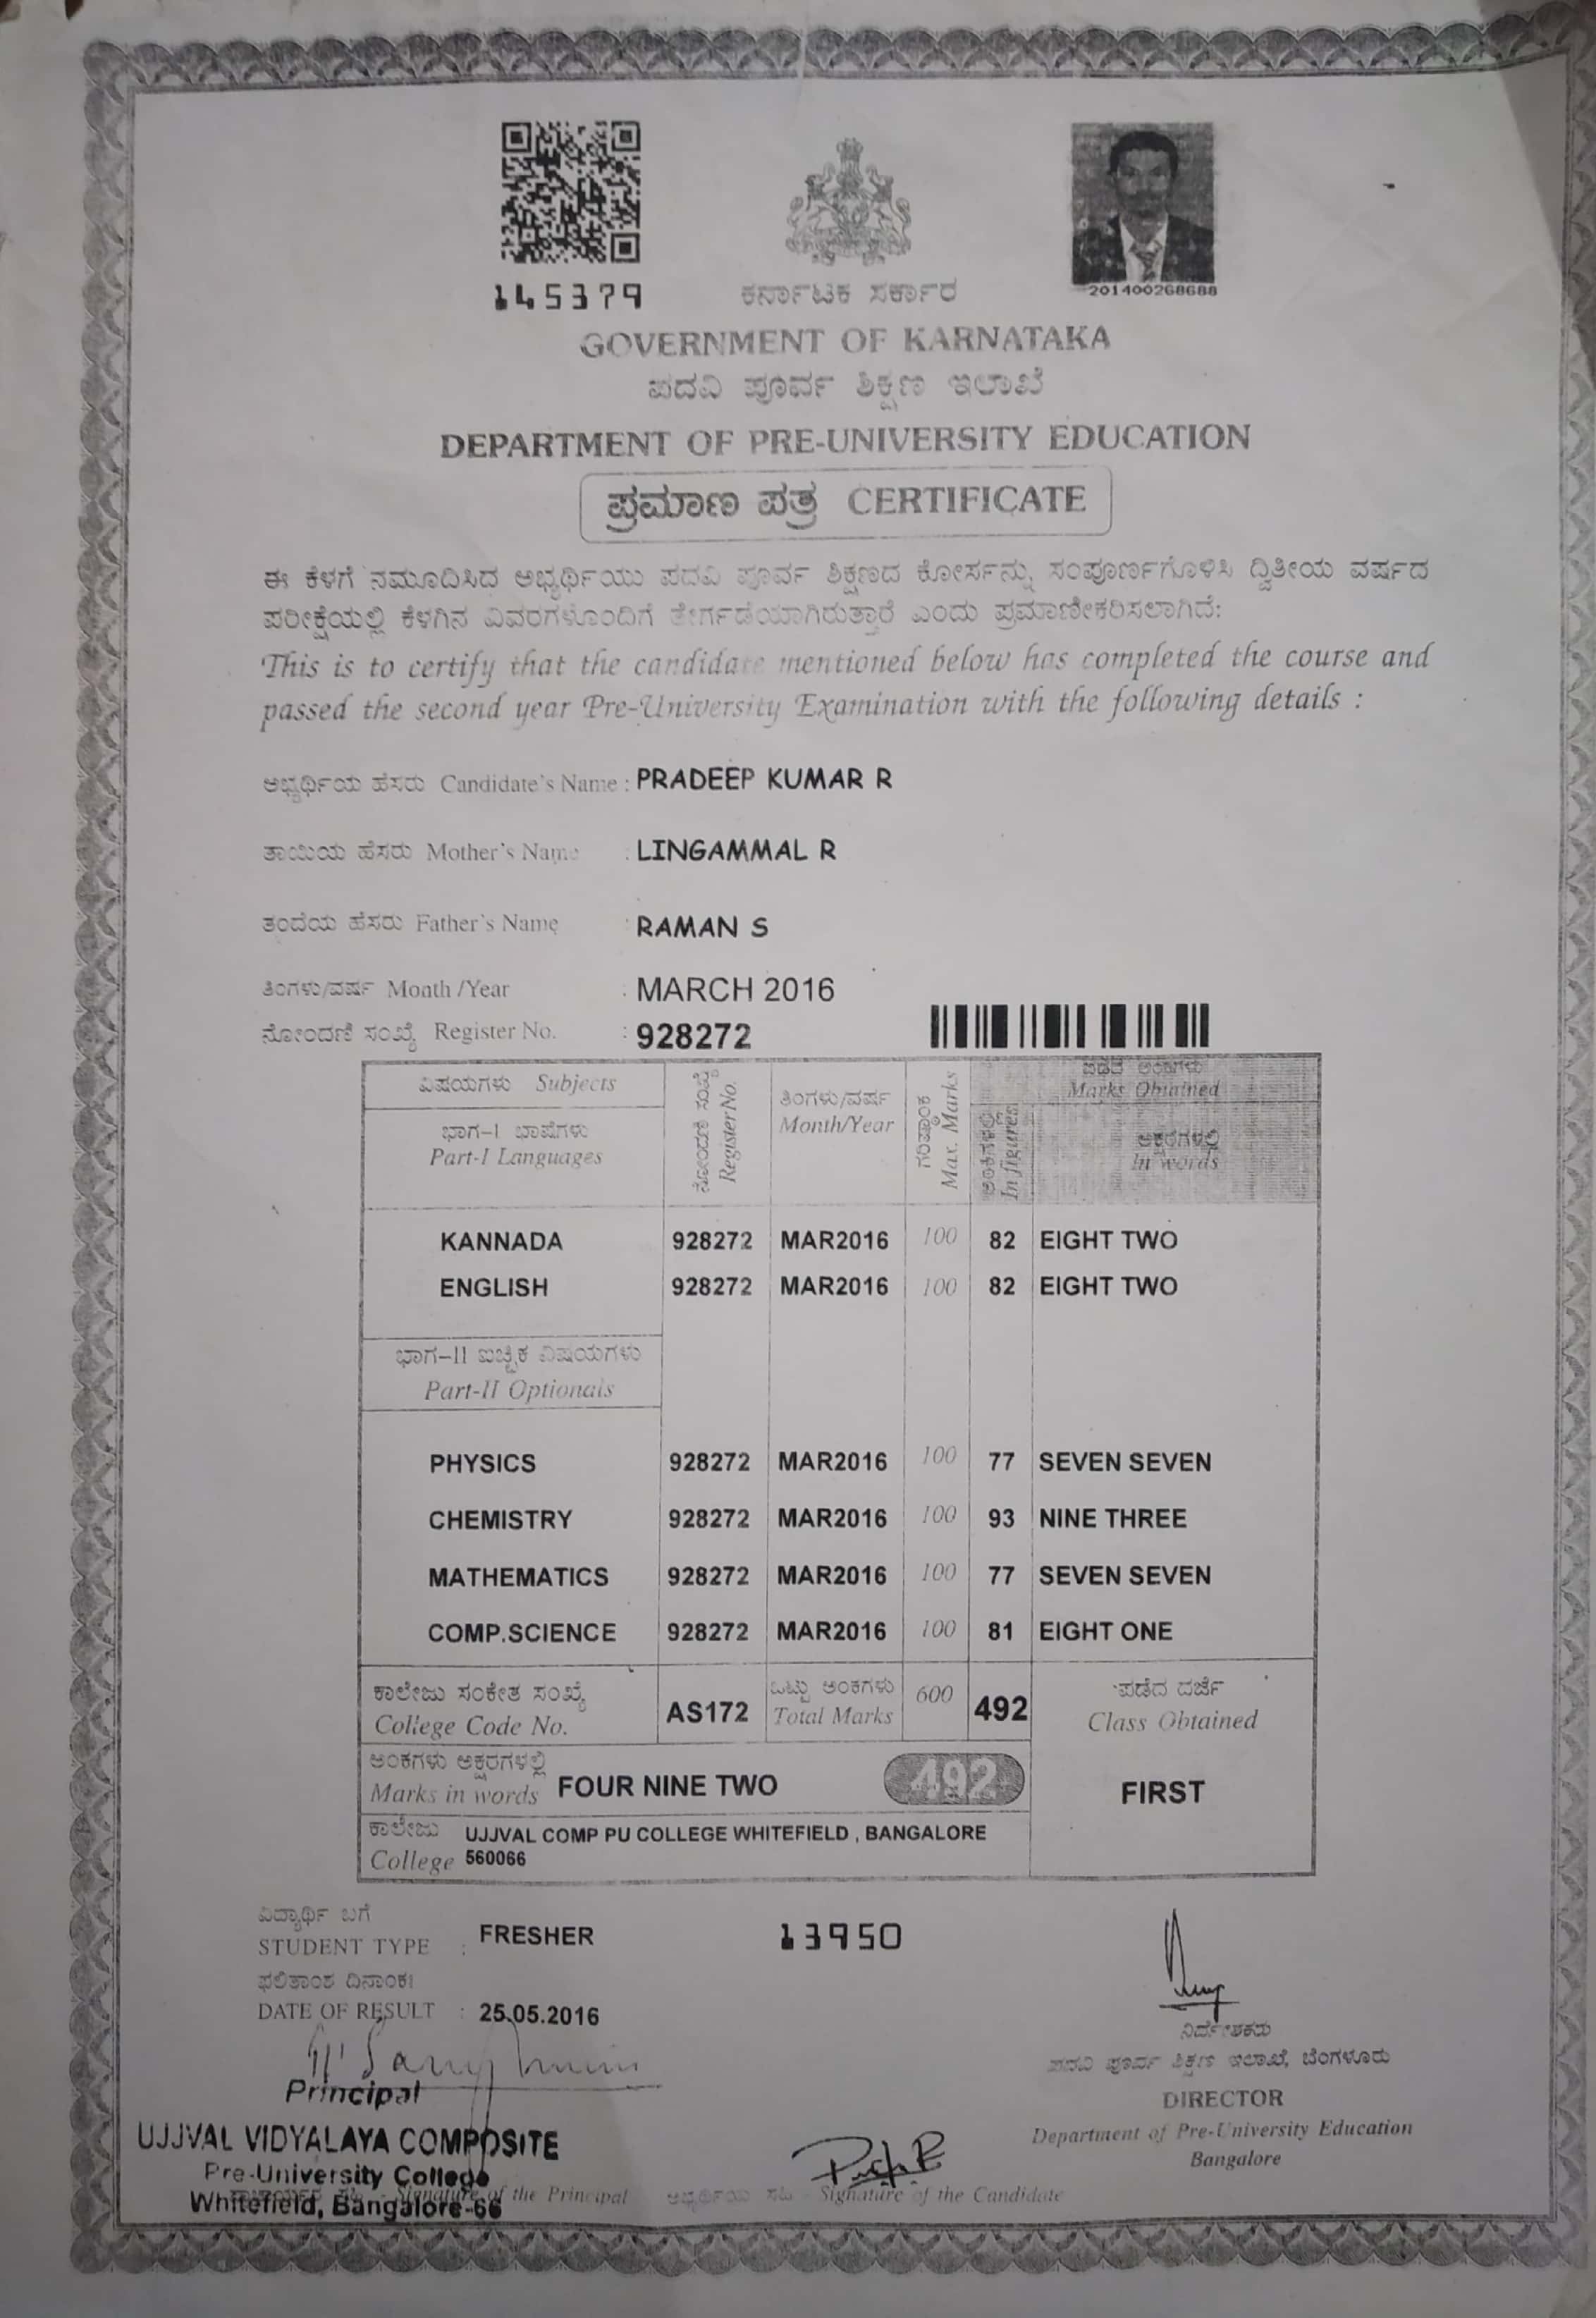 145379
201400268688
ಕರ್ನಾಟಕ ಸರ್ಕಾರ
GOVERNMENT OF KARNATAKA
ಪದವಿ ಪೂರ್ವ ಶಿಕ್ಷಣ ಇಲಾಖೆ
DEPARTMENT OF PRE-UNIVERSITY EDUCATION
ಪ್ರಮಾಣ ಪತ್ರ CERTIFICATE
ಈ ಕೆಳಗೆ ನಮೂದಿಸಿದ ಅಭ್ಯರ್ಥಿಯು ಪದವಿ ಪೂರ್ವ ಶಿಕ್ಷಣದ ಕೋರ್ಸನ್ನು ಸಂಪೂರ್ಣಗೊಳಿಸಿ ದ್ವಿತೀಯ ವರ್ಷದ
ಪರೀಕ್ಷೆಯಲ್ಲಿ ಕೆಳಗಿನ ವಿವರಗಳೊಂದಿಗೆ ತೇರ್ಗಡೆಯಾಗಿರುತ್ತಾರೆ ಎಂದು ಪ್ರಮಾಣೀಕರಿಸಲಾಗಿದೆ:
This is to certify that the candidate mentioned below has completed the course and
passed the second year Pre-University Examination with the following details :
ಅಭ್ಯರ್ಥಿಯ ಹೆಸರು Candidate's Name : PRADEEP KUMAR R
ತಾಯಿಯ ಹೆಸರು Mother's Name : LINGAMMAL R
ತಂದೆಯ ಹೆಸರು Father's Name : RAMAN S
ತಿಂಗಳು/ವರ್ಷ Month /Year : MARCH 2016
ನೋಂದಣಿ ಸಂಖ್ಯೆ Register No. : 928272
ವಿಷಯಗಳು Subjects
ಭಾಗ-I ಭಾಷೆಗಳು
Part-I Languages
ನೋಂದಣಿ ಸಂಖ್ಯೆ
Register No.
ತಿಂಗಳು/ವರ್ಷ
Month/Year
ಗರಿಷ್ಠಾಂಕ
Max. Marks
ಪಡೆದ ಅಂಕಗಳು
Marks Obtained
ಅಂಕಿಗಳಲ್ಲಿ
In figures
ಅಕ್ಷರಗಳಲ್ಲಿ
In words
KANNADA 928272 MAR2016 100 82 EIGHT TWO
ENGLISH 928272 MAR2016 100 82 EIGHT TWO
ಭಾಗ-II ಐಚ್ಛಿಕ ವಿಷಯಗಳು
Part-II Optionals
PHYSICS 928272 MAR2016 100 77 SEVEN SEVEN
CHEMISTRY 928272 MAR2016 100 93 NINE THREE
MATHEMATICS 928272 MAR2016 100 77 SEVEN SEVEN
COMP.SCIENCE 928272 MAR2016 100 81 EIGHT ONE
ಕಾಲೇಜು ಸಂಕೇತ ಸಂಖ್ಯೆ
College Code No. AS172
ಒಟ್ಟು ಅಂಕಗಳು
Total Marks 600 492
ಪಡೆದ ದರ್ಜೆ
Class Obtained
FIRST
ಅಂಕಗಳು ಅಕ್ಷರಗಳಲ್ಲಿ
Marks in words FOUR NINE TWO 492
ಕಾಲೇಜು UJJVAL COMP PU COLLEGE WHITEFIELD , BANGALORE
College 560066
ವಿದ್ಯಾರ್ಥಿ ಬಗೆ
STUDENT TYPE : FRESHER
13950
ಫಲಿತಾಂಶ ದಿನಾಂಕ
DATE OF RESULT : 25.05.2016
ನಿರ್ದೇಶಕರು
ಪದವಿ ಪೂರ್ವ ಶಿಕ್ಷಣ ಇಲಾಖೆ, ಬೆಂಗಳೂರು
DIRECTOR
Department of Pre-University Education
Bangalore
Principal
UJJVAL VIDYALAYA COMPOSITE
Pre-University College
Whitefield, Bangalore-66
Signature of the Principal
ಅಭ್ಯರ್ಥಿಯ ಸಹಿ - Signature of the Candidate